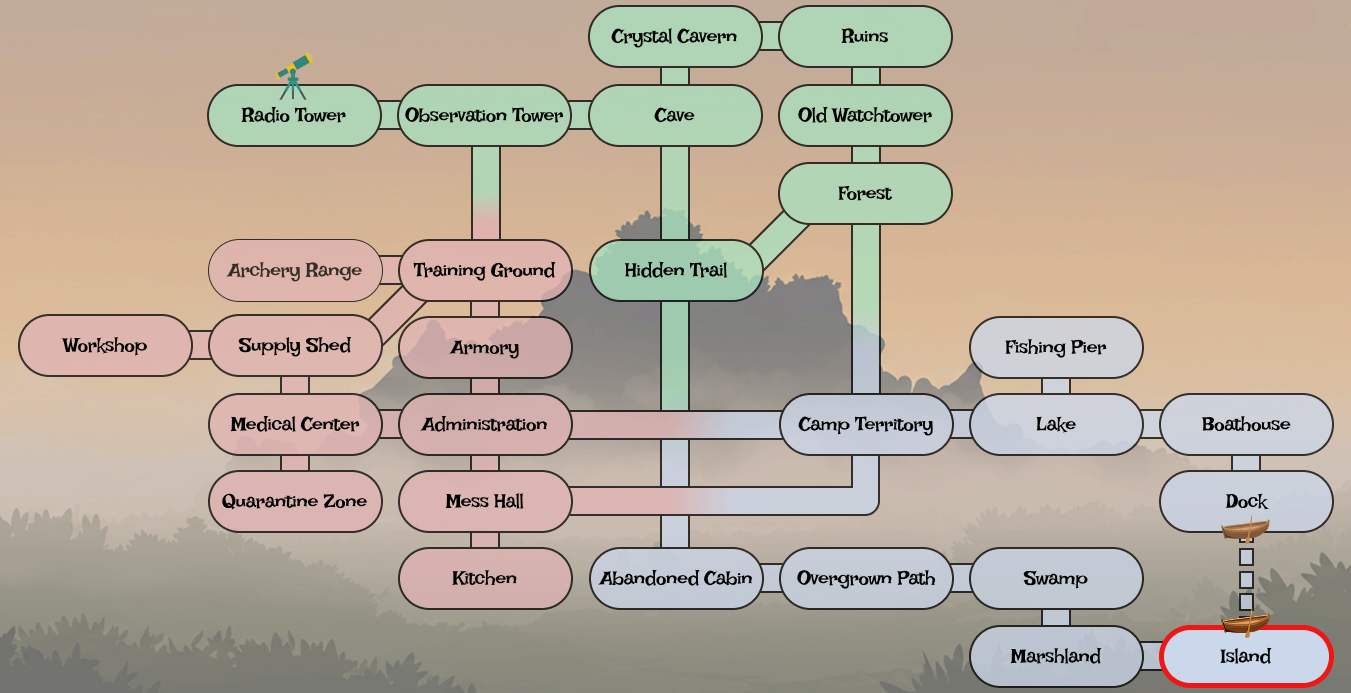 Crystal Cavern
Ruins
Radio Tower
Observation Tower
Cave
Old Watchtower
Forest
Archery Range
Training Ground
Hidden Trail
Workshop
Supply Shed
Armory
Fishing Pier
Medical Center
Administration
Camp Territory
Lake
Boathouse
Quarantine Zone
Mess Hall
Dock
Kitchen
Abandoned Cabin
Overgrown Path
Swamp
Marshland
Island